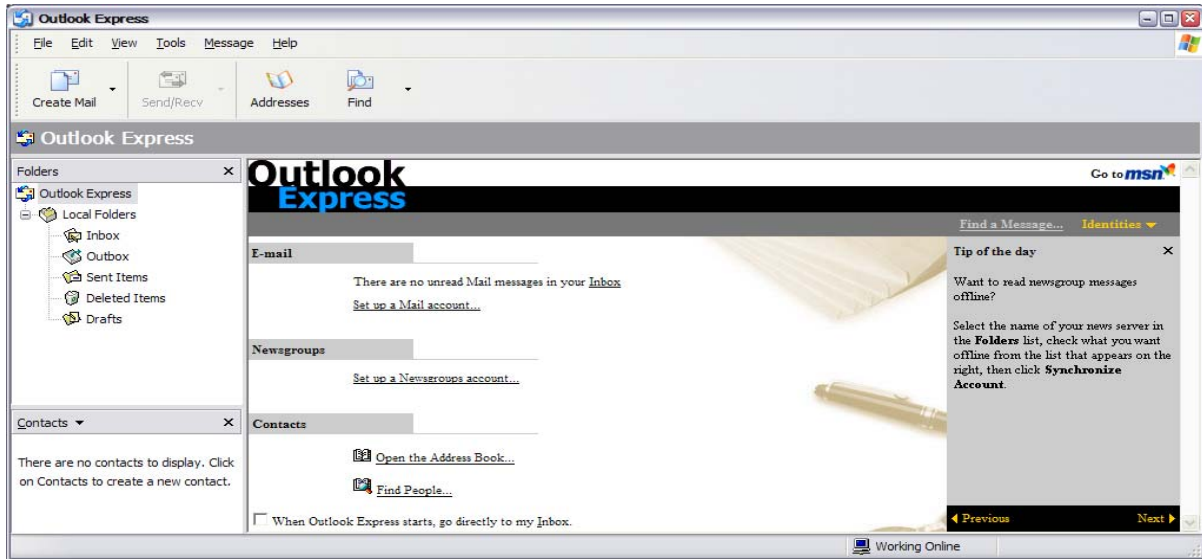 Outlook Express
File Edit View Tools Message Help
Create Mail Send/Recv Addresses Find
Outlook Express
Folders
Outlook Express
Local Folders
Inbox
Outbox
Sent Items
Deleted Items
Drafts
Contacts
There are no contacts to display. Click
on Contacts to create a new contact.
Outlook
Express
Go to msn
Find a Message... Identities
E-mail
There are no unread Mail messages in your Inbox
Set up a Mail account...
Newsgroups
Set up a Newsgroups account...
Contacts
Open the Address Book...
Find People...
When Outlook Express starts, go directly to my Inbox.
Tip of the day
Want to read newsgroup messages
offline?
Select the name of your news server in
the Folders list, check what you want
offline from the list that appears on the
right, then click Synchronize
Account.
Previous Next
Working Online